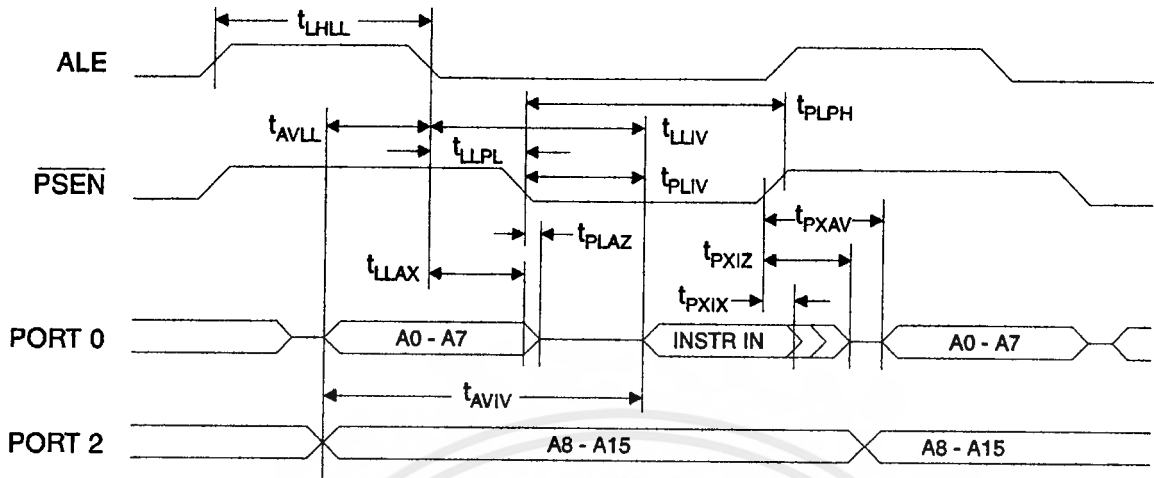 tLHLL
ALE
tPLPH
tAVLL
tLLIV
tLLPL
PSEN
tPLIV
tPLAZ
tPXAV
tLLAX
tPXIZ
tPXIX
PORT 0
A0 - A7
INSTR IN
A0 - A7
tAVIV
PORT 2
A8 - A15
A8 - A15